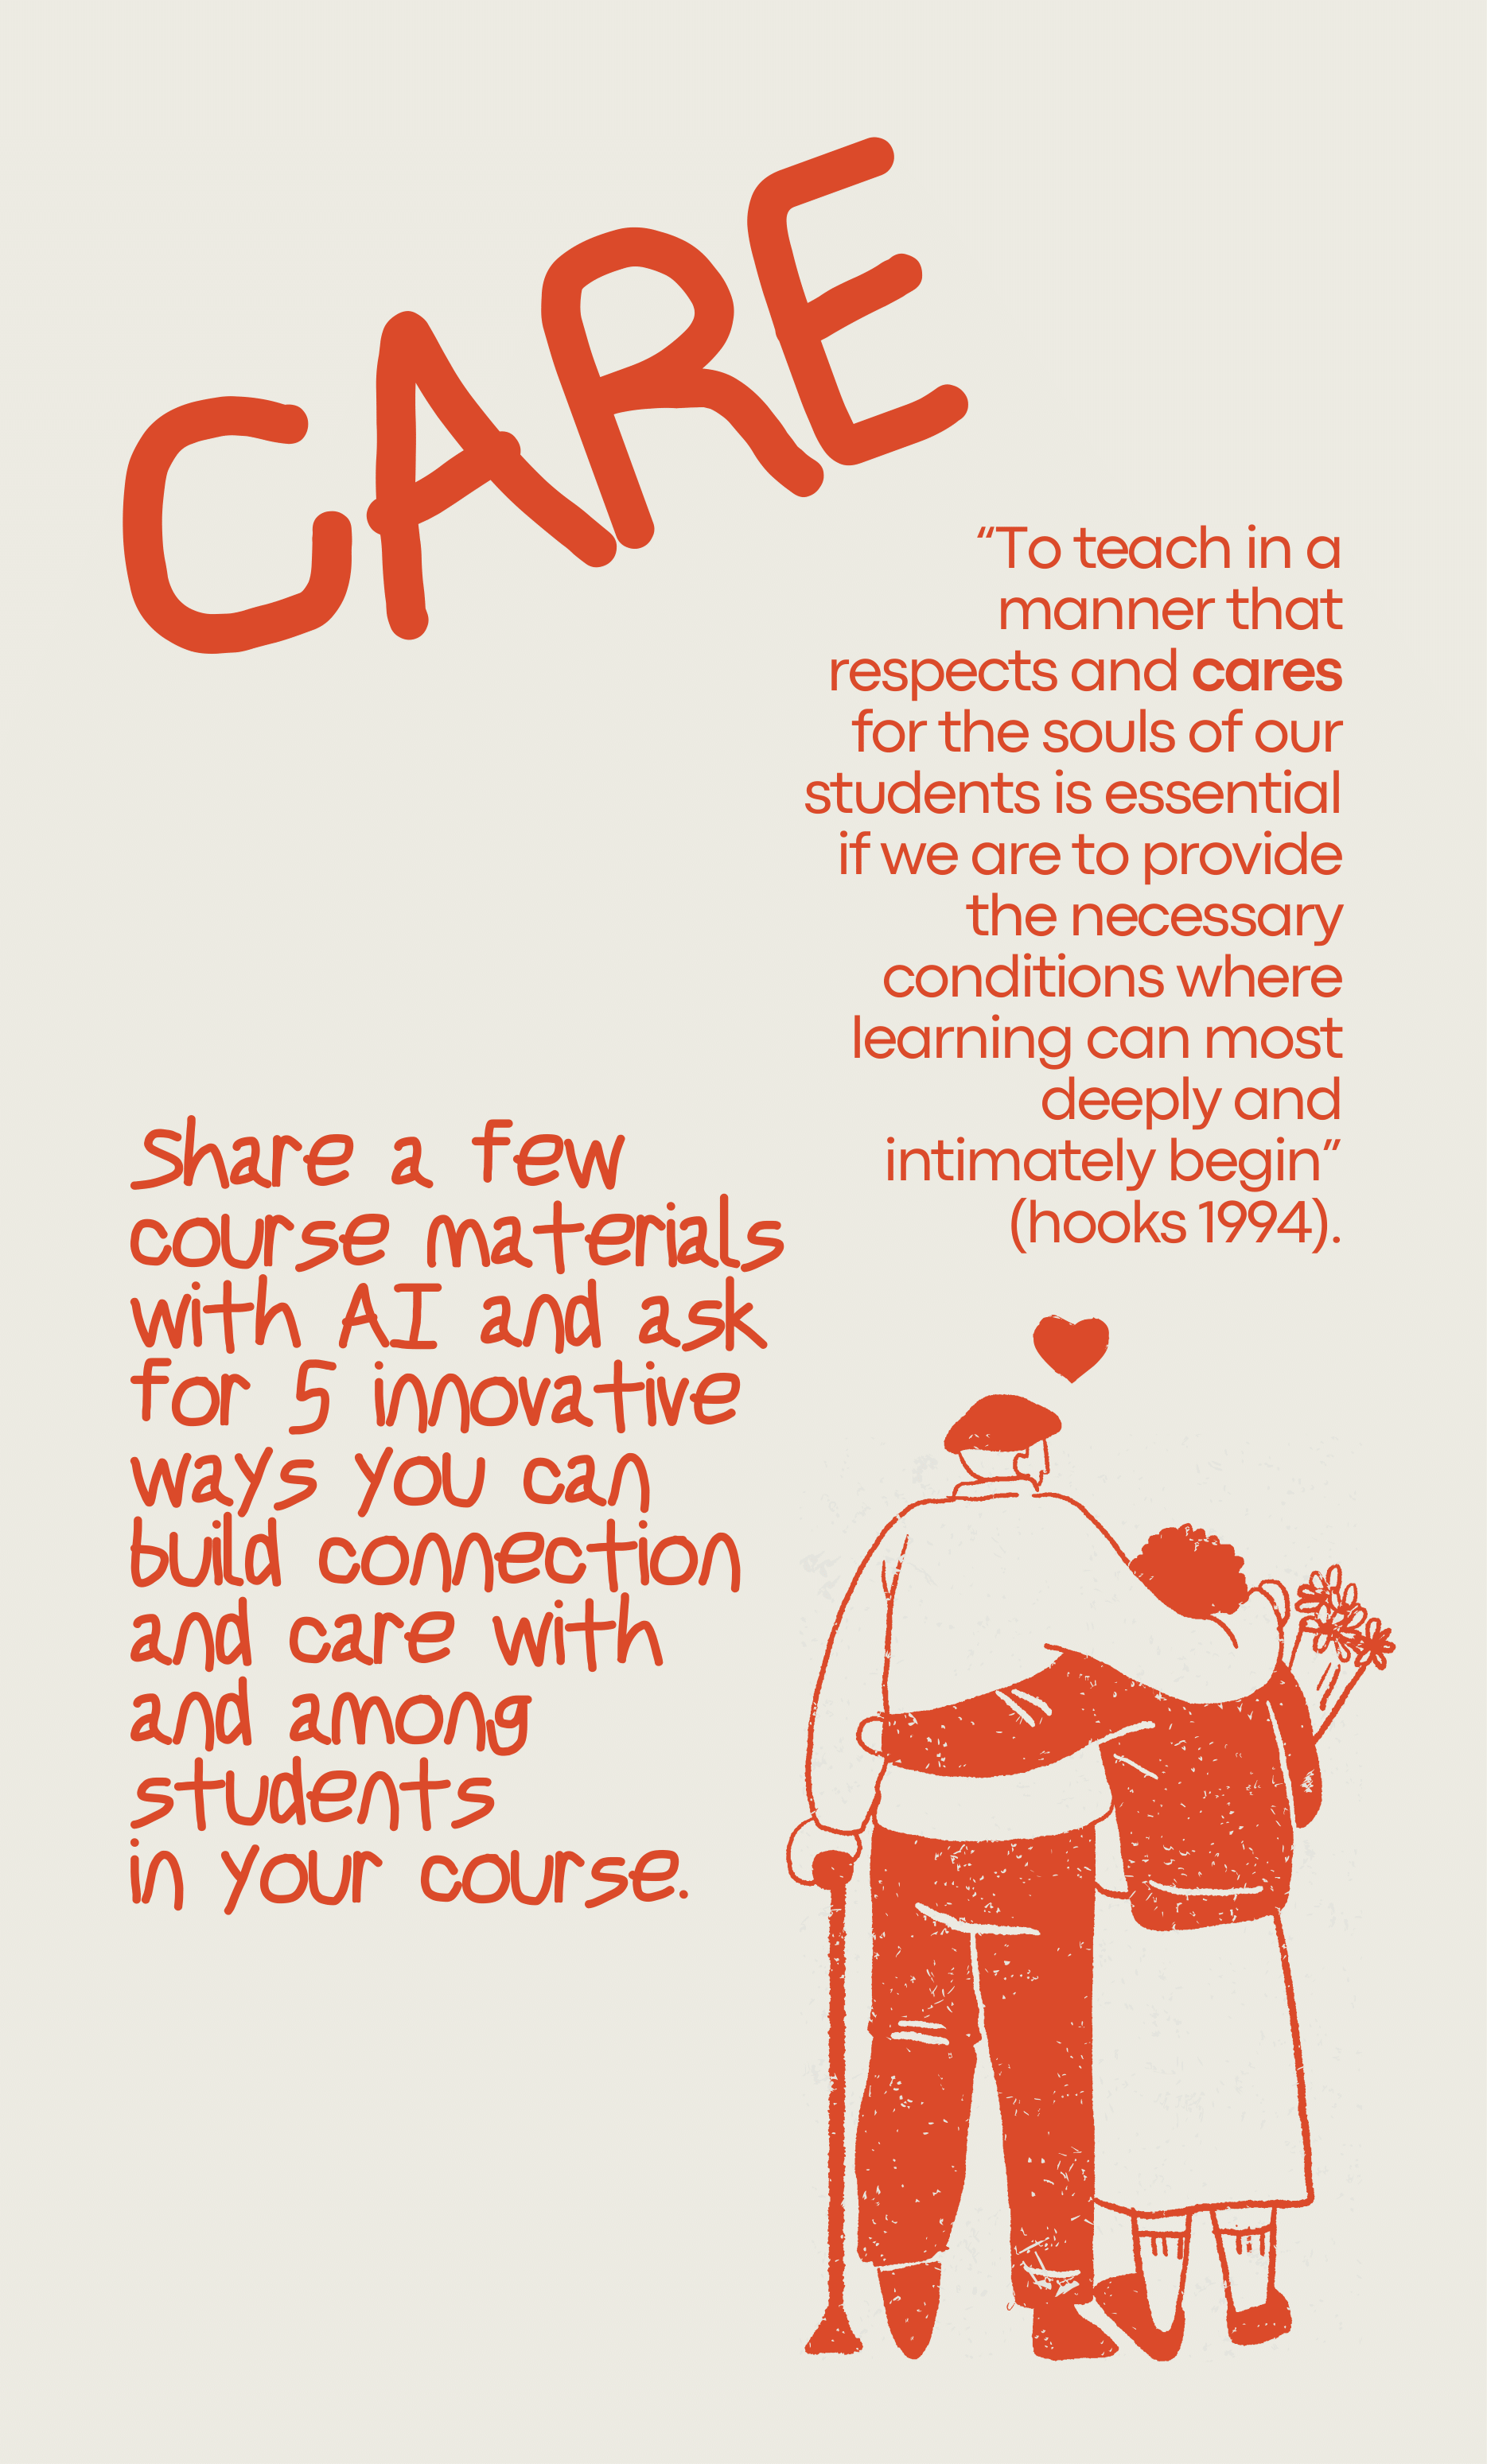 CARE
“To teach in a
manner that
respects and cares
for the souls of our
students is essential
if we are to provide
the necessary
conditions where
learning can most
deeply and
intimately begin”
(hooks 1994).
Share a few
course materials
with AI and ask
for 5 innovative
ways you can
build connection
and care with
and among
students
in your course.